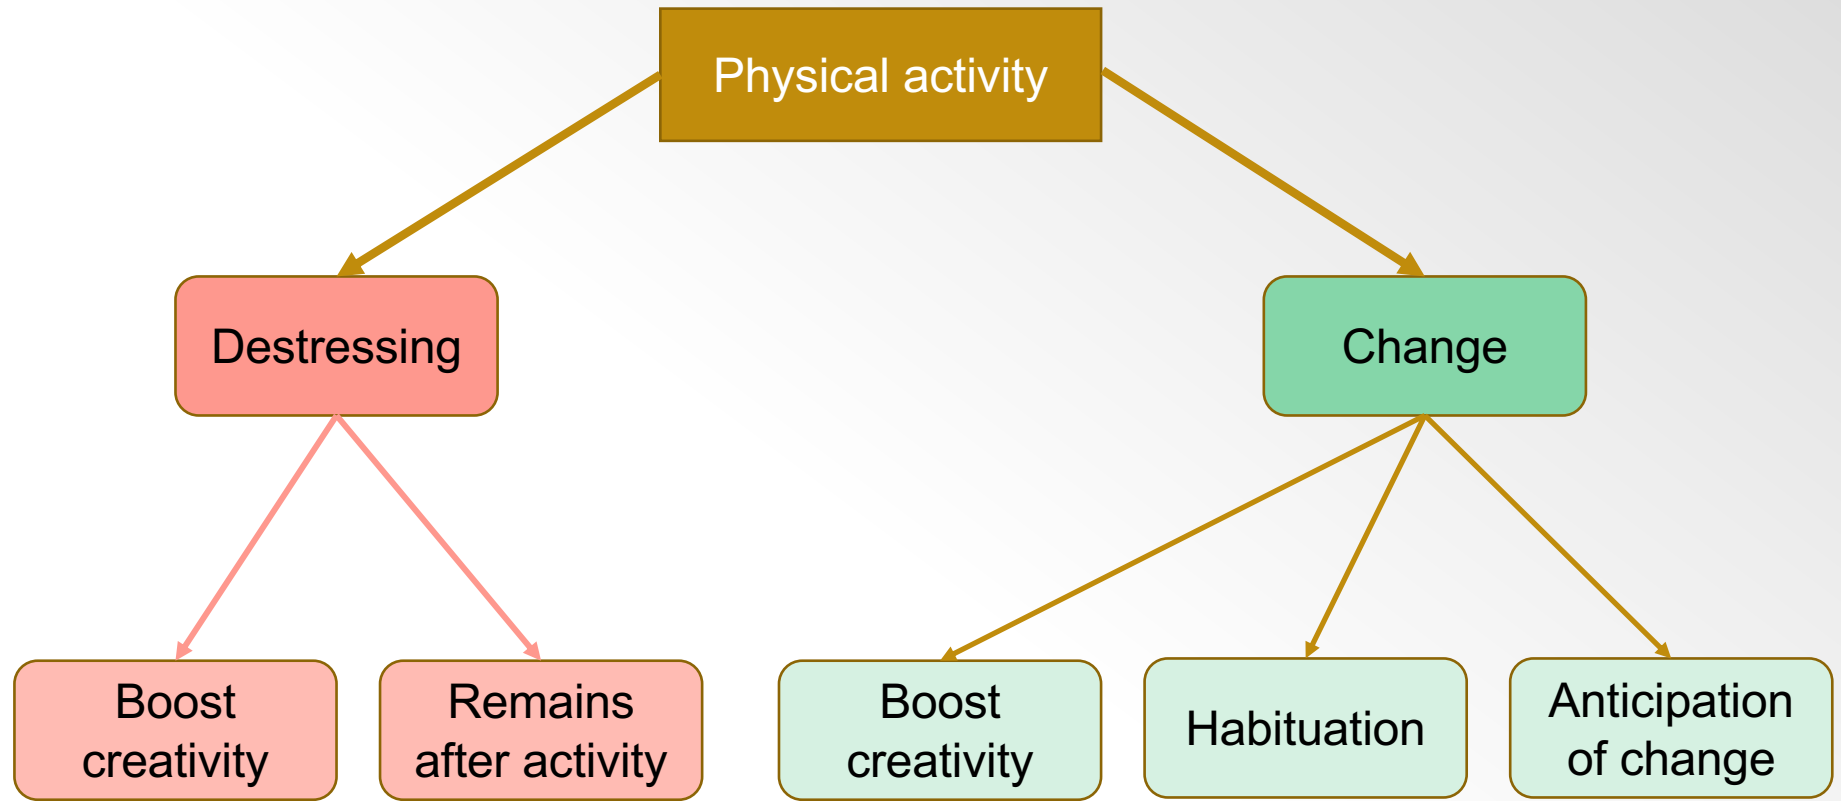 Physical activity
Destressing
Change
Boost
creativity
Remains
after activity
Boost
creativity
Habituation
Anticipation
of change